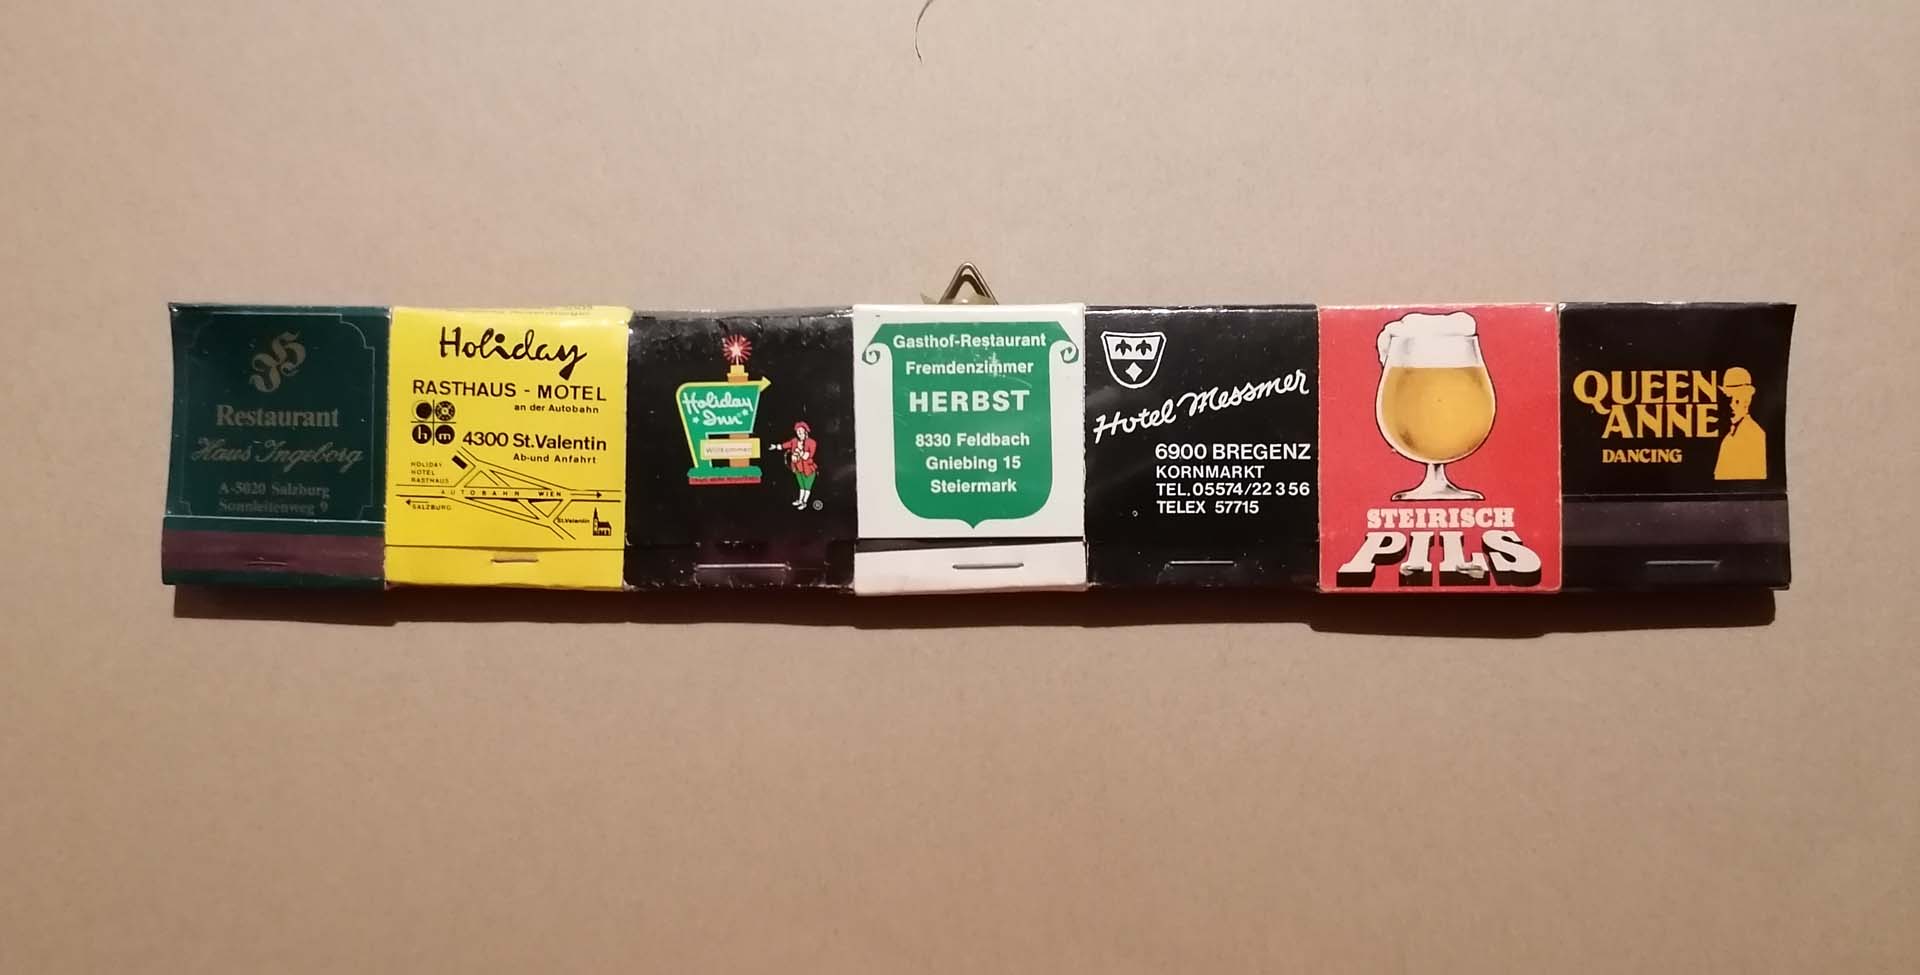 Restaurant
Haus Ingeborg
A-5020 Salzburg
Sonnleitenweg 9
Holiday
RASTHAUS - MOTEL
an der Autobahn
h m
4300 St.Valentin
Ab-und Anfahrt
HOLIDAY
HOTEL
RASTHAUS
AUTOBAHN WIEN
SALZBURG
St.Valentin
Holiday
Inn
Willkommen
®
Gasthof-Restaurant
Fremdenzimmer
HERBST
8330 Feldbach
Gniebing 15
Steiermark
Hotel Messmer
6900 BREGENZ
KORNMARKT
TEL.05574/22 3 56
TELEX 57715
STEIRISCH
PILS
QUEEN
ANNE
DANCING